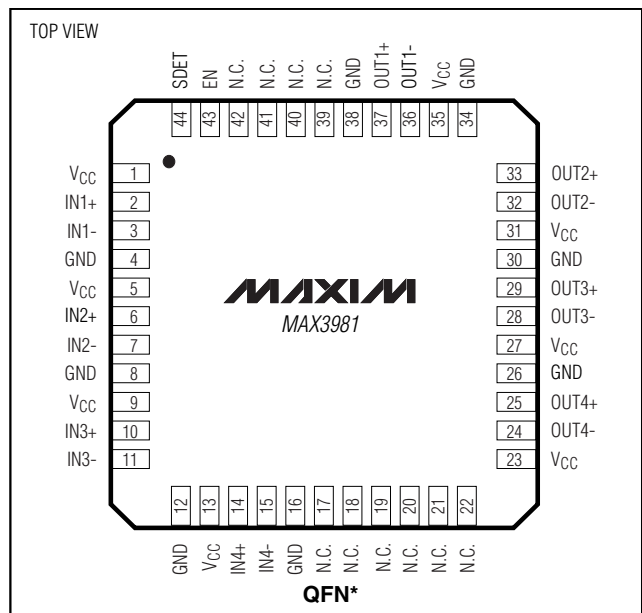 TOP VIEW
SDET EN N.C. N.C. N.C. N.C. GND OUT1+ OUT1- VCC GND
44 43 42 41 40 39 38 37 36 35 34
VCC 1
IN1+ 2
IN1- 3
GND 4
VCC 5
IN2+ 6
IN2- 7
GND 8
VCC 9
IN3+ 10
IN3- 11
MAXIM
MAX3981
33 OUT2+
32 OUT2-
31 VCC
30 GND
29 OUT3+
28 OUT3-
27 VCC
26 GND
25 OUT4+
24 OUT4-
23 VCC
12 13 14 15 16 17 18 19 20 21 22
GND VCC IN4+ IN4- GND N.C. N.C. N.C. N.C. N.C. N.C.
QFN*